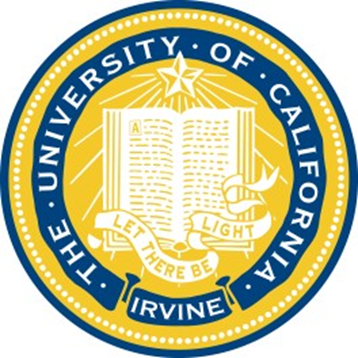 · THE · UNIVERSITY · OF · CALIFORNIA ·
A
LET THERE BE LIGHT
IRVINE